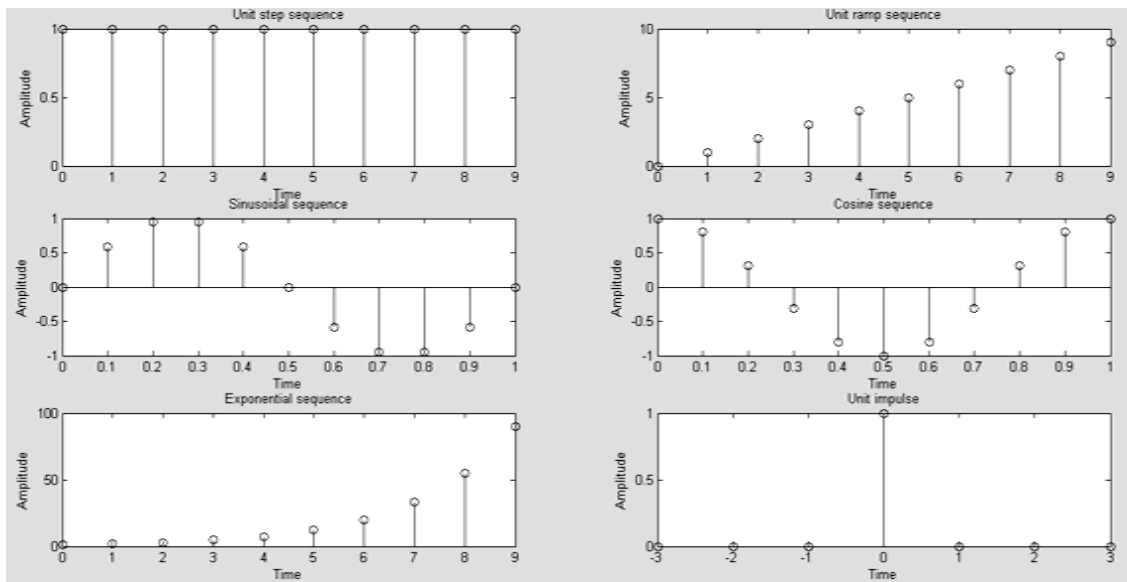 Unit step sequence
Amplitude
1
0.5
0
0 1 2 3 4 5 6 7 8 9
Time
Unit ramp sequence
Amplitude
10
5
0
0 1 2 3 4 5 6 7 8 9
Time
Sinusoidal sequence
Amplitude
1
0.5
0
-0.5
-1
0 0.1 0.2 0.3 0.4 0.5 0.6 0.7 0.8 0.9 1
Time
Cosine sequence
Amplitude
1
0.5
0
-0.5
-1
0 0.1 0.2 0.3 0.4 0.5 0.6 0.7 0.8 0.9 1
Time
Exponential sequence
Amplitude
100
50
0
0 1 2 3 4 5 6 7 8 9
Time
Unit impulse
Amplitude
1
0.5
0
-3 -2 -1 0 1 2 3
Time